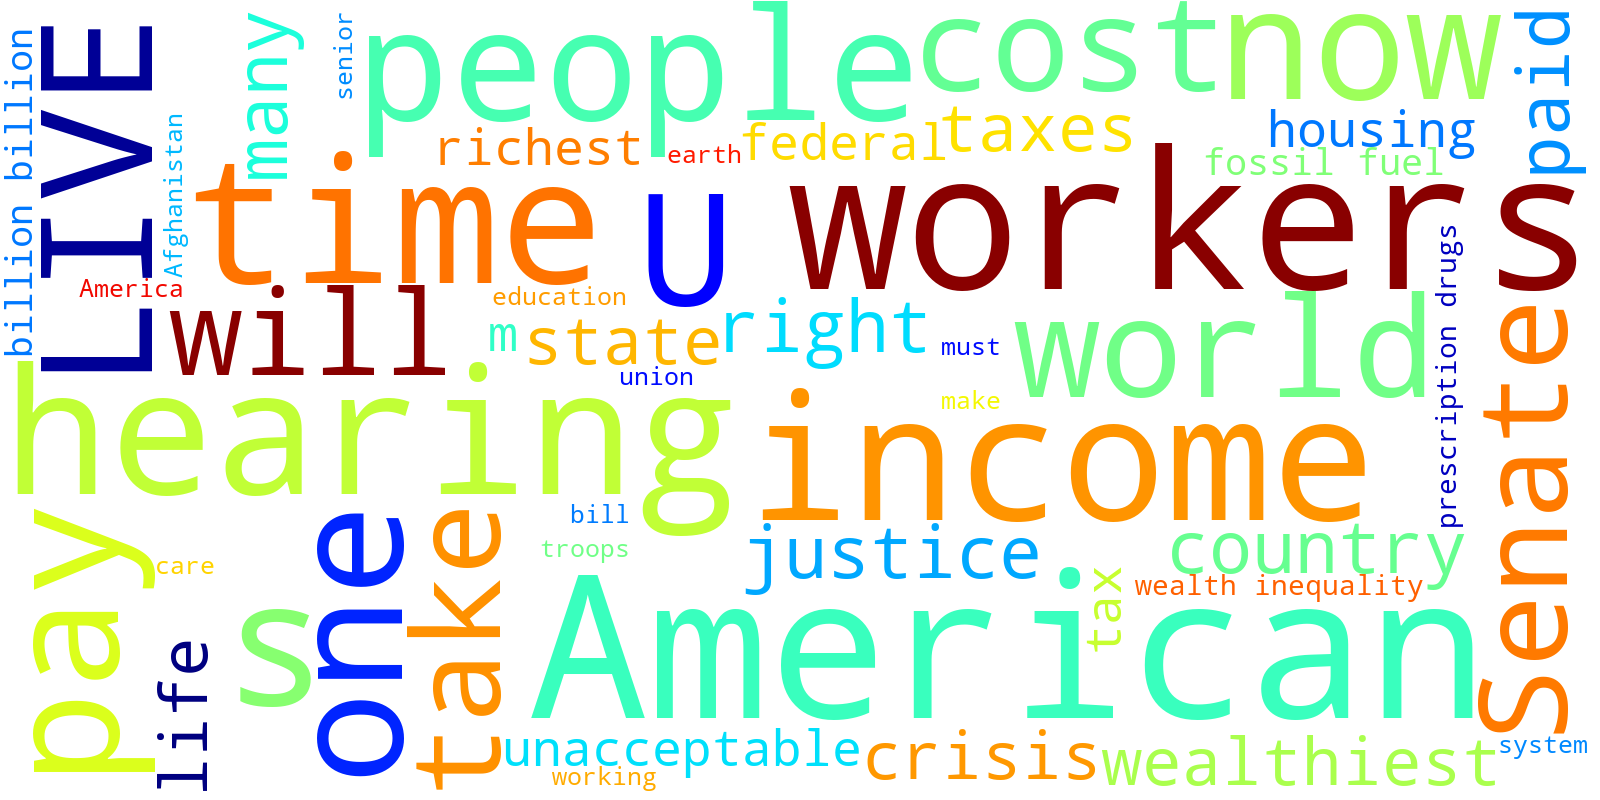 billion billion
LIVE
Afghanistan
many
senior
people
cost
now
paid
richest
earth
federal
taxes
housing
fossil fuel
time
U
workers
America
will
education
m
state
right
must
union
world
prescription drugs
Senate
make
hearing
income
pay
care
life
s
one
take
bill
troops
justice
country
wealth inequality
tax
American
unacceptable
working
crisis
wealthiest
system